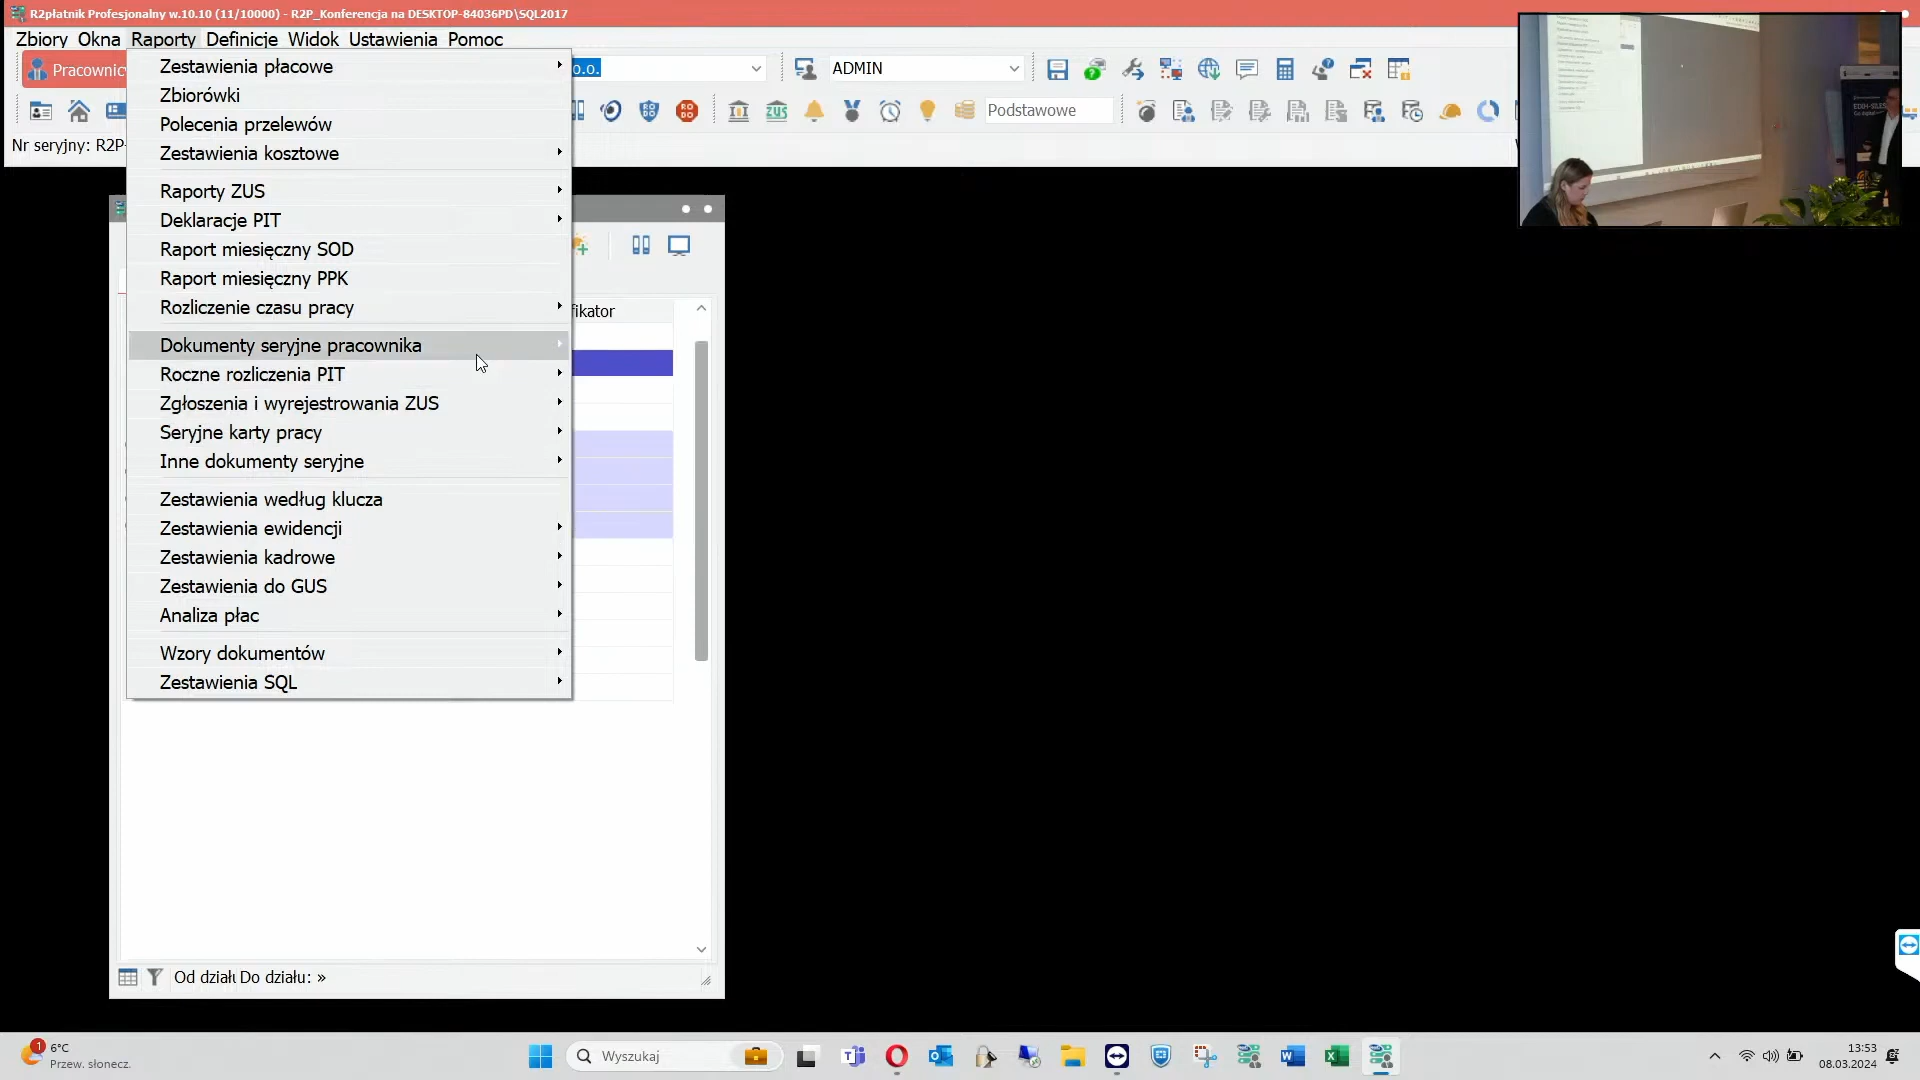 R2płatnik Profesjonalny w.10.10 (11/10000) - R2P_Konferencja na DESKTOP-84036PD\SQL2017
Zbiory Okna Raporty Definicje Widok Ustawienia Pomoc
o.o.
ADMIN
Podstawowe
Nr seryjny: R2P-
Zestawienia płacowe
Zbiorówki
Polecenia przelewów
Zestawienia kosztowe
Raporty ZUS
Deklaracje PIT
Raport miesięczny SOD
Raport miesięczny PPK
Rozliczenie czasu pracy
Dokumenty seryjne pracownika
Roczne rozliczenia PIT
Zgłoszenia i wyrejestrowania ZUS
Seryjne karty pracy
Inne dokumenty seryjne
Zestawienia według klucza
Zestawienia ewidencji
Zestawienia kadrowe
Zestawienia do GUS
Analiza płac
Wzory dokumentów
Zestawienia SQL
Od dział Do działu: »
1
6°C
Przew. słonecz.
Wyszukaj
13:53
08.03.2024